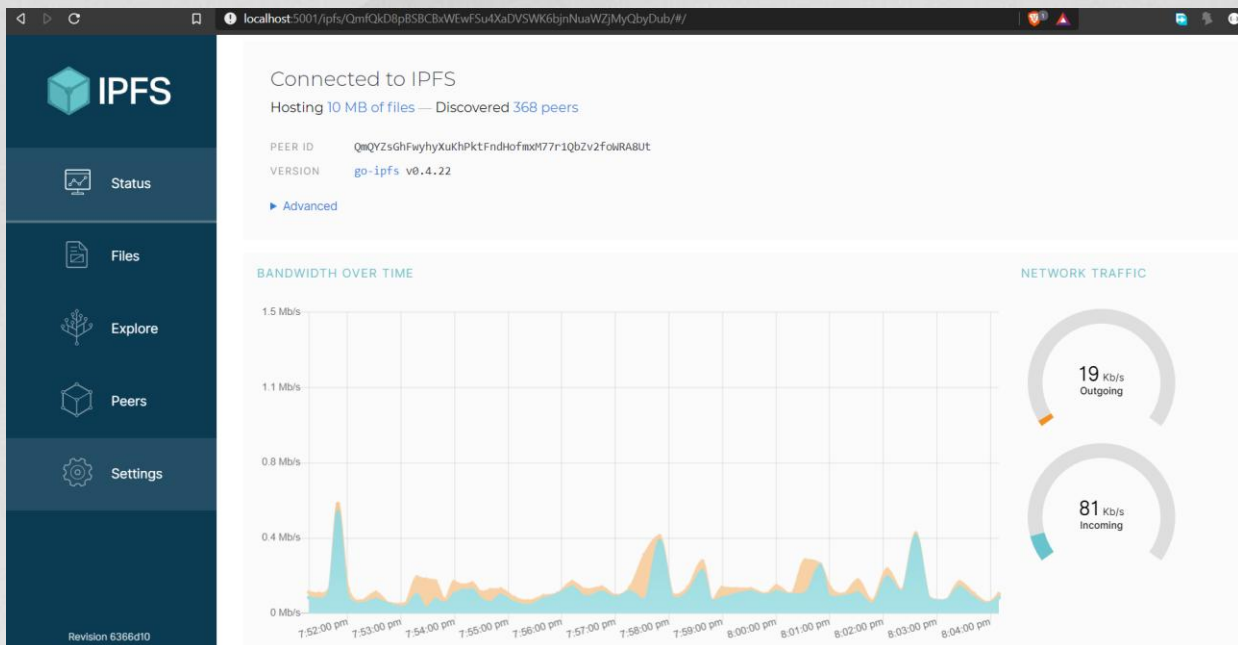 localhost:5001/ipfs/QmfQkD8pBSBCBxWEwFSu4XaDVSWK6bjnNuaWZjMyQbyDub/#/
IPFS
Status
Files
Explore
Peers
Settings
Revision 6366d10
Connected to IPFS
Hosting 10 MB of files — Discovered 368 peers
PEER ID QmQYZsGhFwyhyXuKhPktFndHofmxM77r1QbZv2foWRA8Ut
VERSION go-ipfs v0.4.22
▶ Advanced
BANDWIDTH OVER TIME
1.5 Mb/s
1.1 Mb/s
0.8 Mb/s
0.4 Mb/s
0 Mb/s
7:52:00 pm 7:53:00 pm 7:54:00 pm 7:55:00 pm 7:56:00 pm 7:57:00 pm 7:58:00 pm 7:59:00 pm 8:00:00 pm 8:01:00 pm 8:02:00 pm 8:03:00 pm 8:04:00 pm
NETWORK TRAFFIC
19 Kb/s
Outgoing
81 Kb/s
Incoming